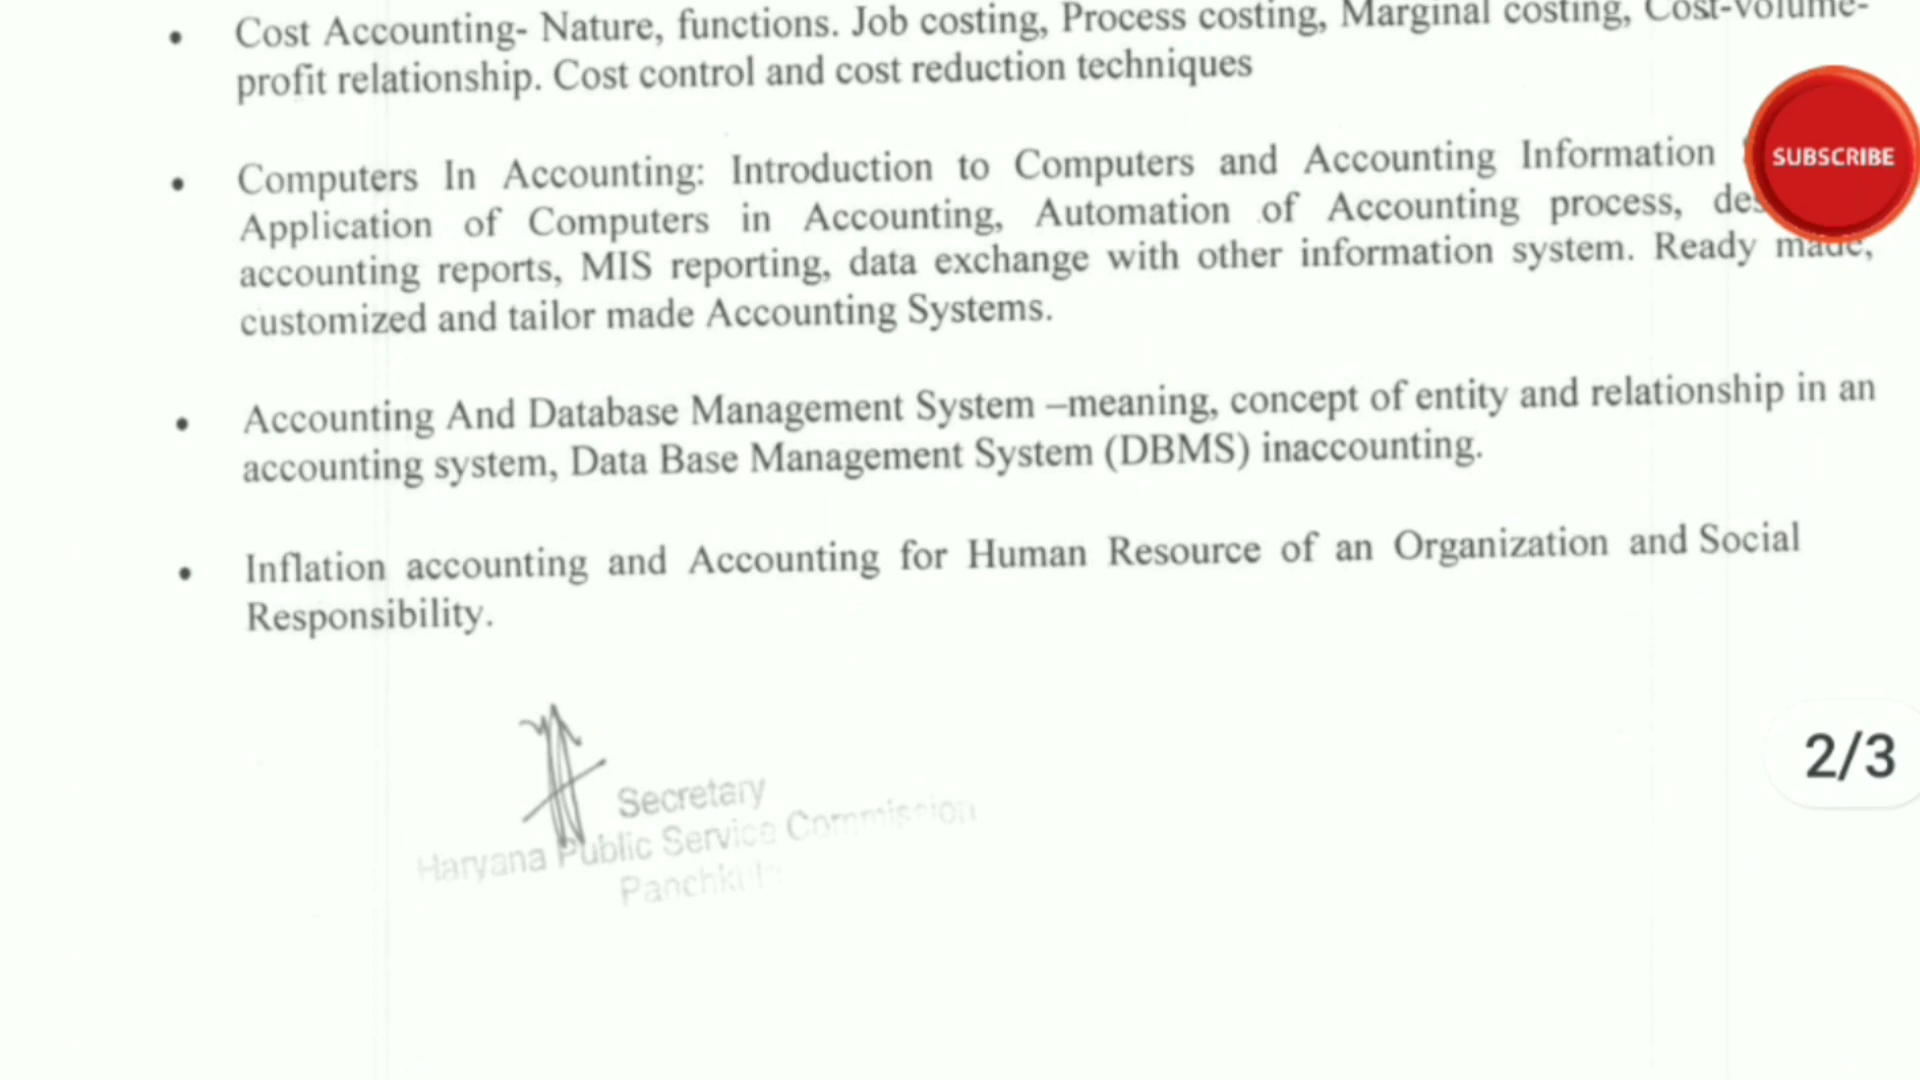 • Cost Accounting- Nature, functions. Job costing, Process costing, Marginal costing, Cost-volume-
profit relationship. Cost control and cost reduction techniques
• Computers In Accounting: Introduction to Computers and Accounting Information
SUBSCRIBE
Application of Computers in Accounting, Automation of Accounting process,
accounting reports, MIS reporting, data exchange with other information system. Ready made,
customized and tailor made Accounting Systems.
• Accounting And Database Management System –meaning, concept of entity and relationship in an
accounting system, Data Base Management System (DBMS) inaccounting.
• Inflation accounting and Accounting for Human Resource of an Organization and Social
Responsibility.
2/3
Secretary
Haryana Public Service Commission
Panchkula